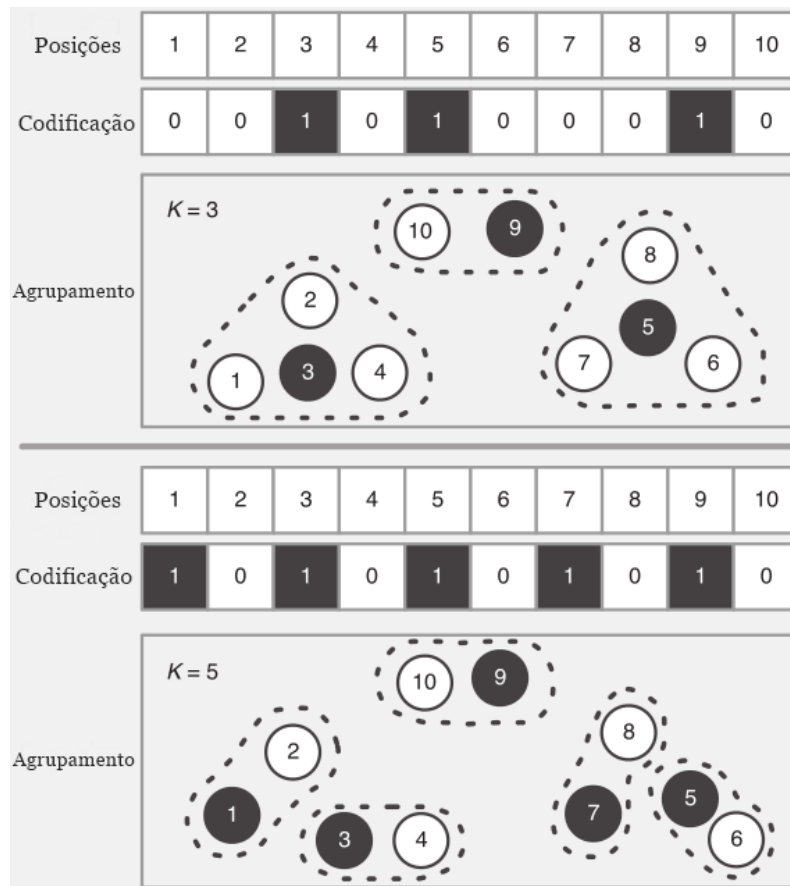 Posições 1 2 3 4 5 6 7 8 9 10
Codificação 0 0 1 0 1 0 0 0 1 0
K = 3
10 9
8
2
5
Agrupamento
7 6
1 3 4
Posições 1 2 3 4 5 6 7 8 9 10
Codificação 1 0 1 0 1 0 1 0 1 0
K = 5
10 9
8
2
Agrupamento
5
1 7
3 4 6